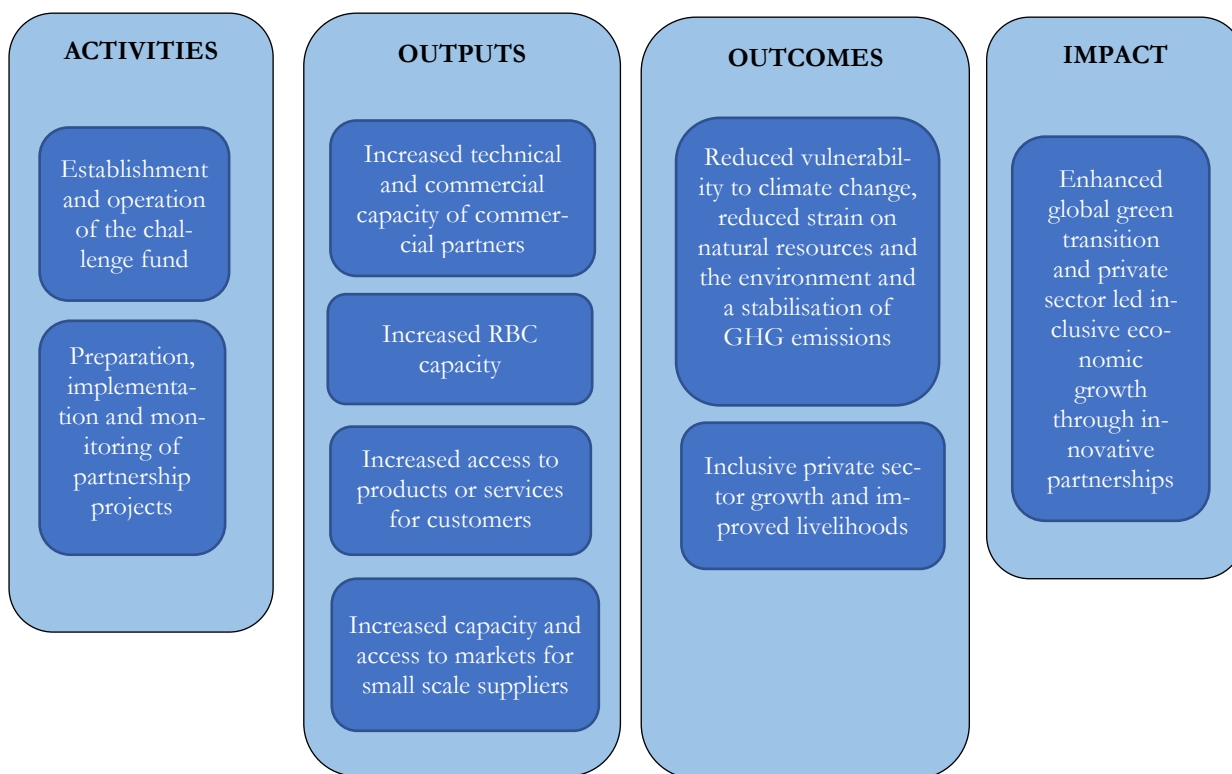 ACTIVITIES
Establishment
and operation
of the chal-
lenge fund
Preparation,
implementa-
tion and mon-
itoring of
partnership
projects
OUTPUTS
Increased technical
and commercial
capacity of commer-
cial partners
Increased RBC
capacity
Increased access to
products or services
for customers
Increased capacity and
access to markets for
small scale suppliers
OUTCOMES
Reduced vulnerabil-
ity to climate change,
reduced strain on
natural resources and
the environment and
a stabilisation of
GHG emissions
Inclusive private sec-
tor growth and im-
proved livelihoods
IMPACT
Enhanced
global green
transition
and private
sector led in-
clusive eco-
nomic
growth
through in-
novative
partnerships